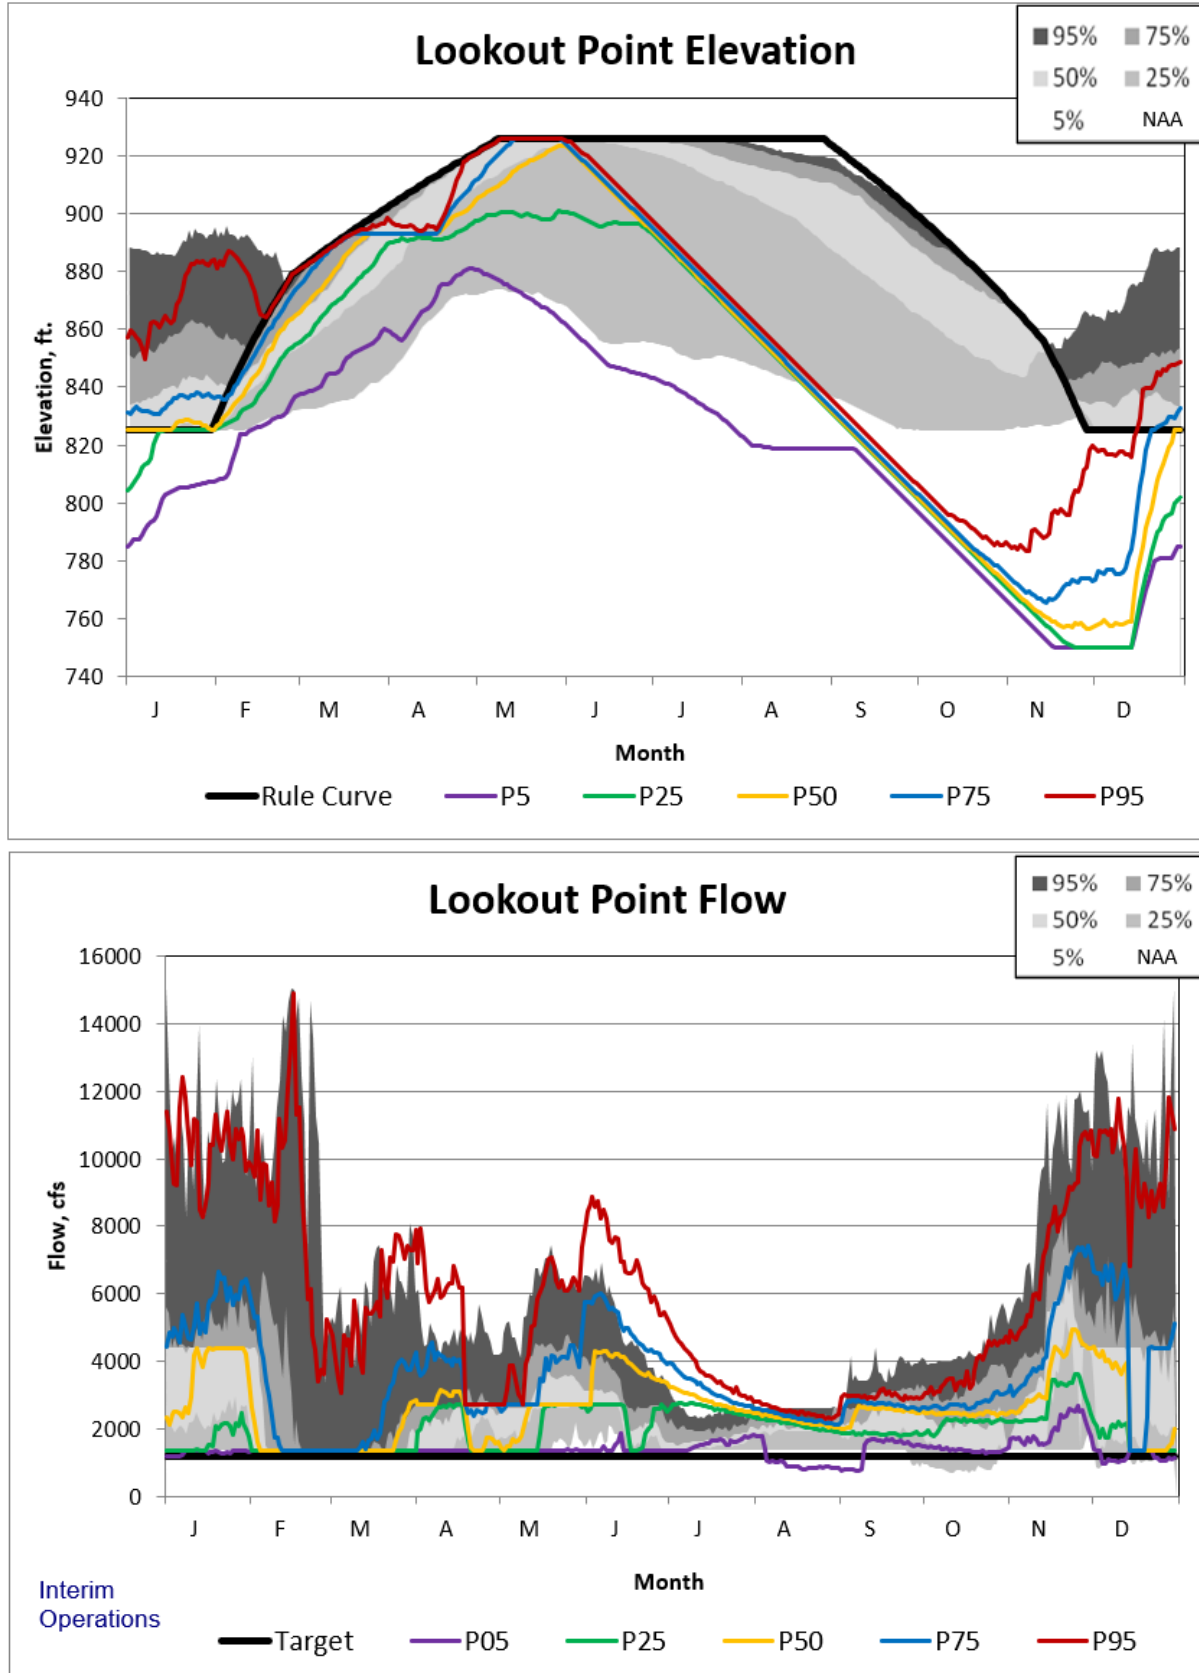 Lookout Point Elevation
95% 75%
50% 25%
5% NAA
940
920
900
880
860
840
820
800
780
760
740
Elevation, ft.
J F M A M J J A S O N D
Month
Rule Curve P5 P25 P50 P75 P95
Lookout Point Flow
95% 75%
50% 25%
5% NAA
16000
14000
12000
10000
8000
6000
4000
2000
0
Flow, cfs
J F M A M J J A S O N D
Month
Interim
Operations
Target P05 P25 P50 P75 P95